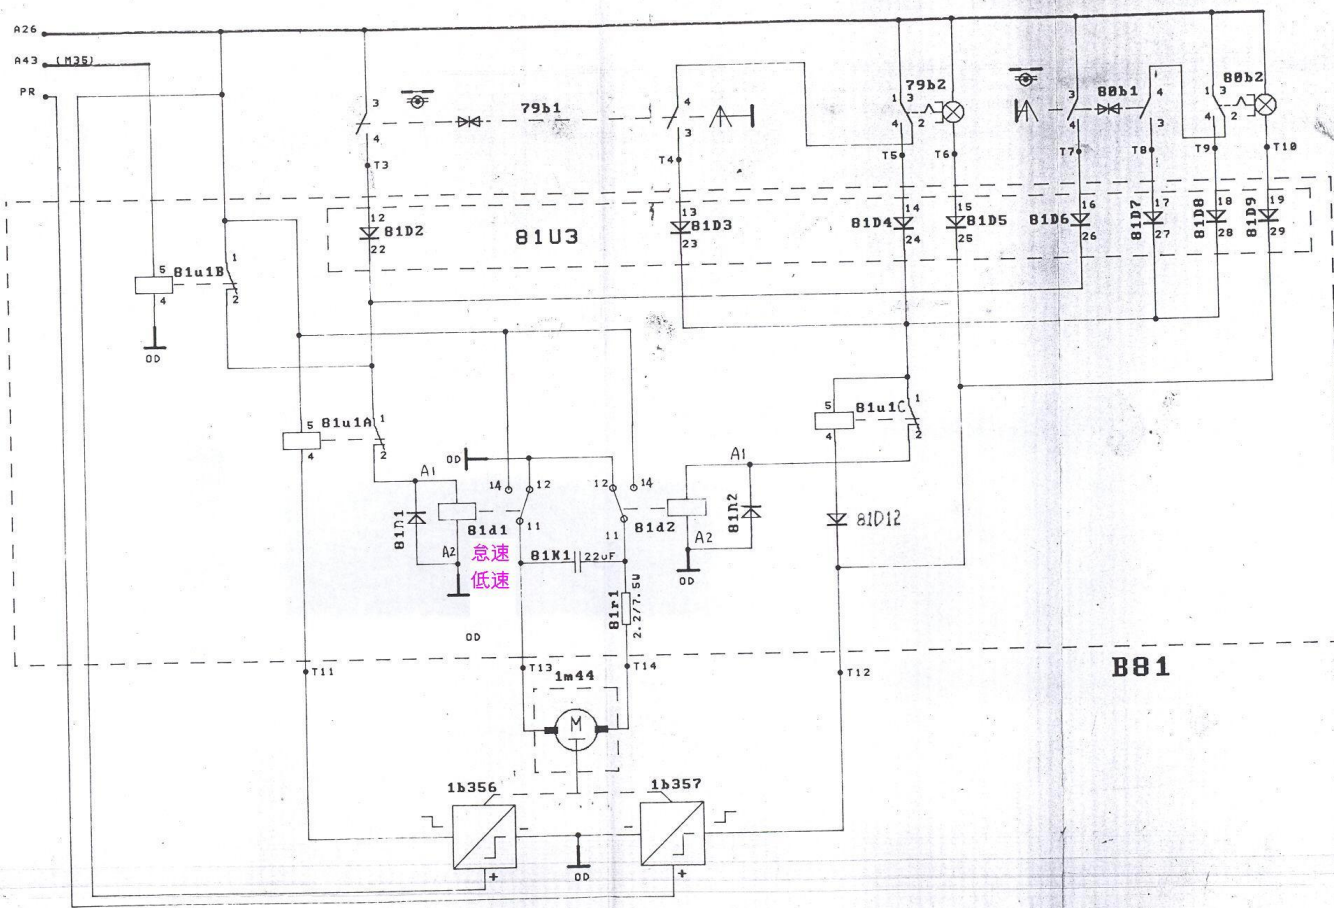 A26
A43 (M35)
PR
3
4
79b1
4
3
79b2
1 3
4 2
80b1
3
4
4
3
80b2
1 3
4 2
T3
T4
T5
T6
T7
T8
T9
T10
12
81D2
22
81U3
13
81D3
23
14
81D4
24
15
81D5
25
16
81D6
26
17
81D7
27
18
81D8
28
19
81D9
29
5
81u1B
4
1
2
OD
5
81u1A
4
1
2
5
81u1C
4
1
2
OD
A1
14
12
12
14
A1
81n1
81d1
11
11
81d2
81n2
81D12
A2
怠速
低速
81K1
22uF
A2
OD
81r1
2.2/7.5W
OD
B81
T11
T13
T14
T12
1m44
M
1b356
1b357
-
-
+
OD
+